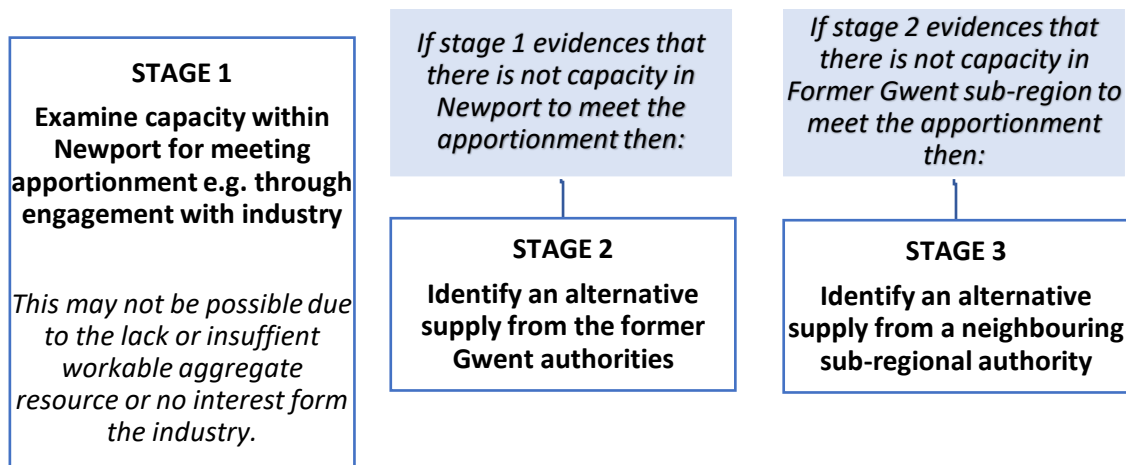 STAGE 1
Examine capacity within
Newport for meeting
apportionment e.g. through
engagement with industry
This may not be possible due
to the lack or insuffient
workable aggregate
resource or no interest form
the industry.
If stage 1 evidences that
there is not capacity in
Newport to meet the
apportionment then:
STAGE 2
Identify an alternative
supply from the former
Gwent authorities
If stage 2 evidences that
there is not capacity in
Former Gwent sub-region to
meet the apportionment
then:
STAGE 3
Identify an alternative
supply from a neighbouring
sub-regional authority